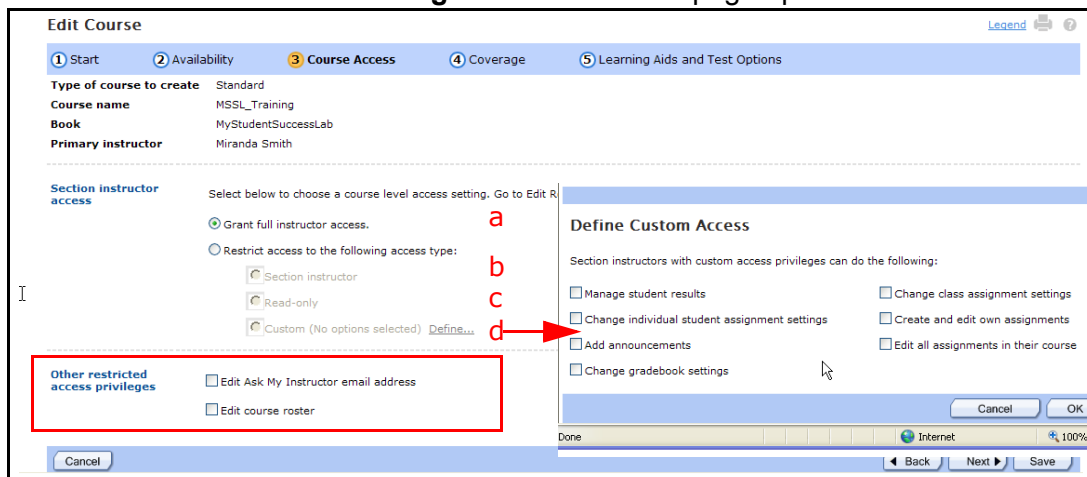 Edit Course
Legend
1 Start 2 Availability 3 Course Access 4 Coverage 5 Learning Aids and Test Options
Type of course to create Standard
Course name MSSL_Training
Book MyStudentSuccessLab
Primary instructor Miranda Smith
Section instructor access
Select below to choose a course level access setting. Go to Edit R
Grant full instructor access.
a
Restrict access to the following access type:
Section instructor
b
Read-only
c
Custom (No options selected) Define...
d
Define Custom Access
Section instructors with custom access privileges can do the following:
Manage student results
Change class assignment settings
Change individual student assignment settings
Create and edit own assignments
Add announcements
Edit all assignments in their course
Change gradebook settings
Cancel OK
Done Internet 100%
Other restricted access privileges
Edit Ask My Instructor email address
Edit course roster
Cancel Back Next Save